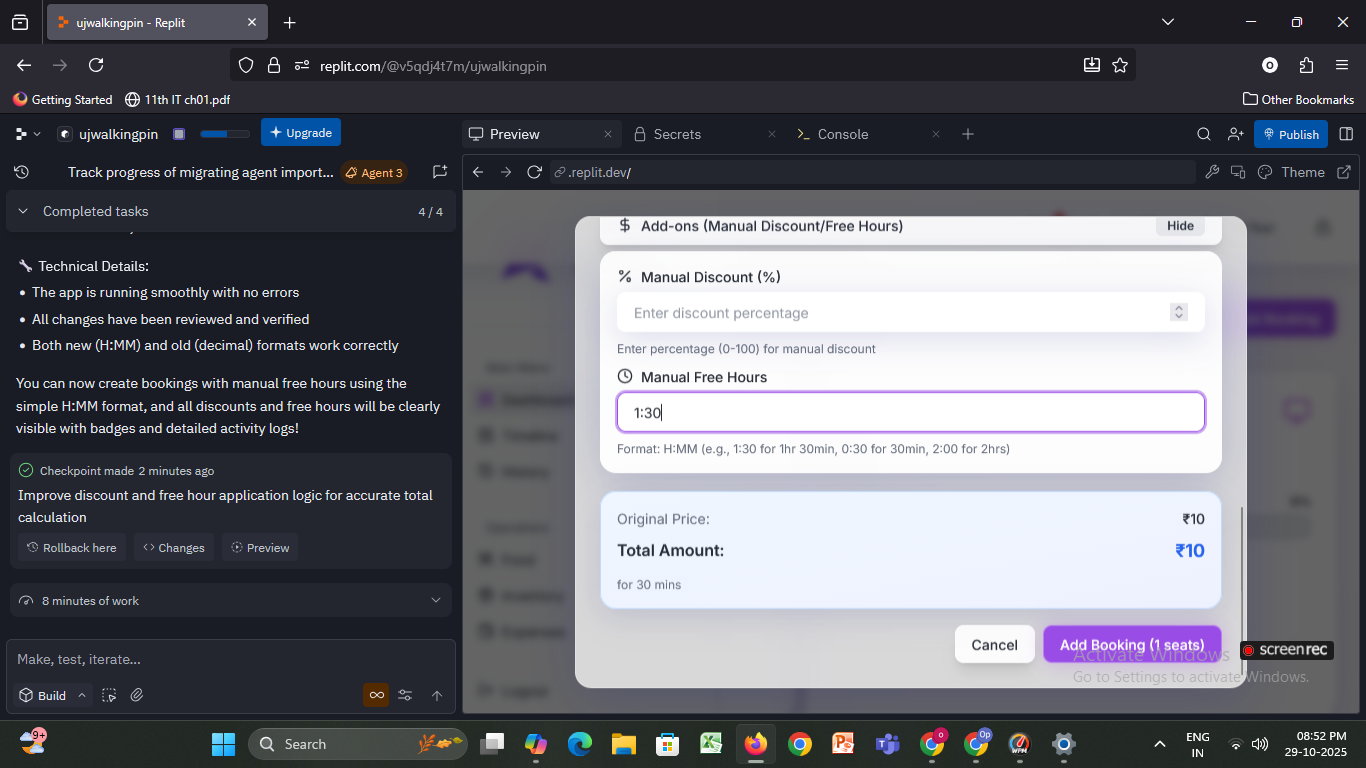 ujwalkingpin - Replit
replit.com/@v5qdj4t7m/ujwalkingpin
Getting Started
11th IT ch01.pdf
Other Bookmarks
ujwalkingpin
Upgrade
Preview
Secrets
Console
Publish
Track progress of migrating agent import...
Agent 3
.replit.dev/
Theme
Completed tasks
4 / 4
🔧 Technical Details:
• The app is running smoothly with no errors
• All changes have been reviewed and verified
• Both new (H:MM) and old (decimal) formats work correctly
You can now create bookings with manual free hours using the
simple H:MM format, and all discounts and free hours will be clearly
visible with badges and detailed activity logs!
Checkpoint made 2 minutes ago
Improve discount and free hour application logic for accurate total
calculation
Rollback here
Changes
Preview
8 minutes of work
Make, test, iterate...
Build
Add-ons (Manual Discount/Free Hours)
Hide
Manual Discount (%)
Enter discount percentage
Enter percentage (0-100) for manual discount
Manual Free Hours
1:30
Format: H:MM (e.g., 1:30 for 1hr 30min, 0:30 for 30min, 2:00 for 2hrs)
Original Price:
₹10
Total Amount:
₹10
for 30 mins
Cancel
Add Booking (1 seats)
Activate Windows
Go to Settings to activate Windows.
screenrec
9+
Search
ENG
IN
08:52 PM
29-10-2025